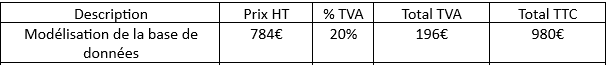 Description Prix HT % TVA Total TVA Total TTC
Modélisation de la base de 784€ 20% 196€ 980€
données